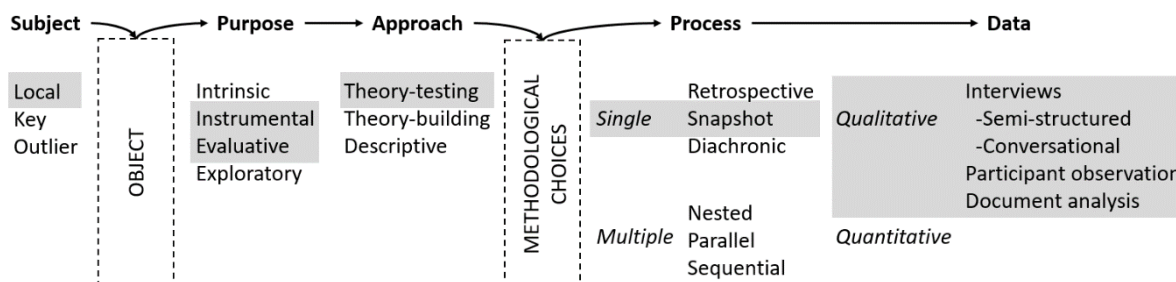 Subject Purpose Approach Process Data
OBJECT
METHODOLOGICAL
CHOICES
Local
Key
Outlier
Intrinsic
Instrumental
Evaluative
Exploratory
Theory-testing
Theory-building
Descriptive
Single
Retrospective
Snapshot
Diachronic
Multiple
Nested
Parallel
Sequential
Qualitative
Interviews
-Semi-structured
-Conversational
Participant observation
Document analysis
Quantitative